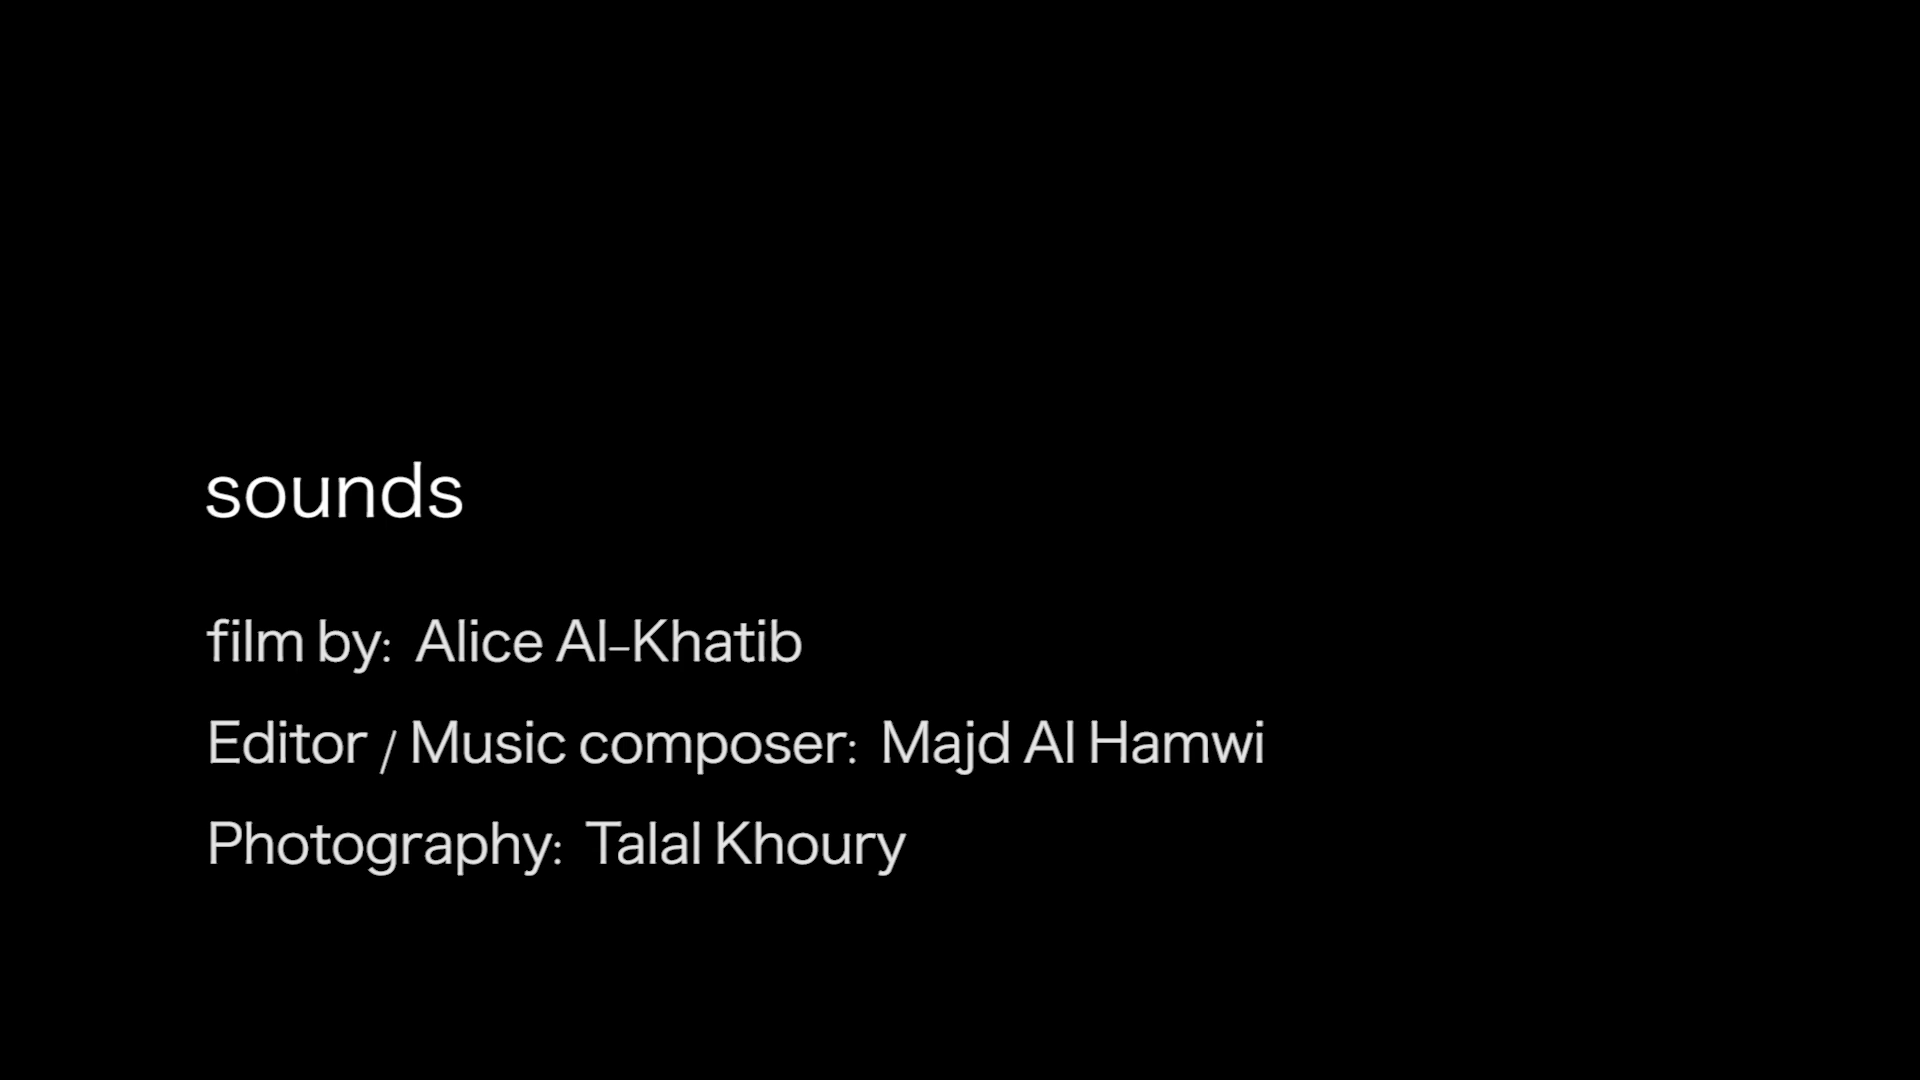 sounds
film by: Alice Al-Khatib
Editor / Music composer: Majd Al Hamwi
Photography: Talal Khoury